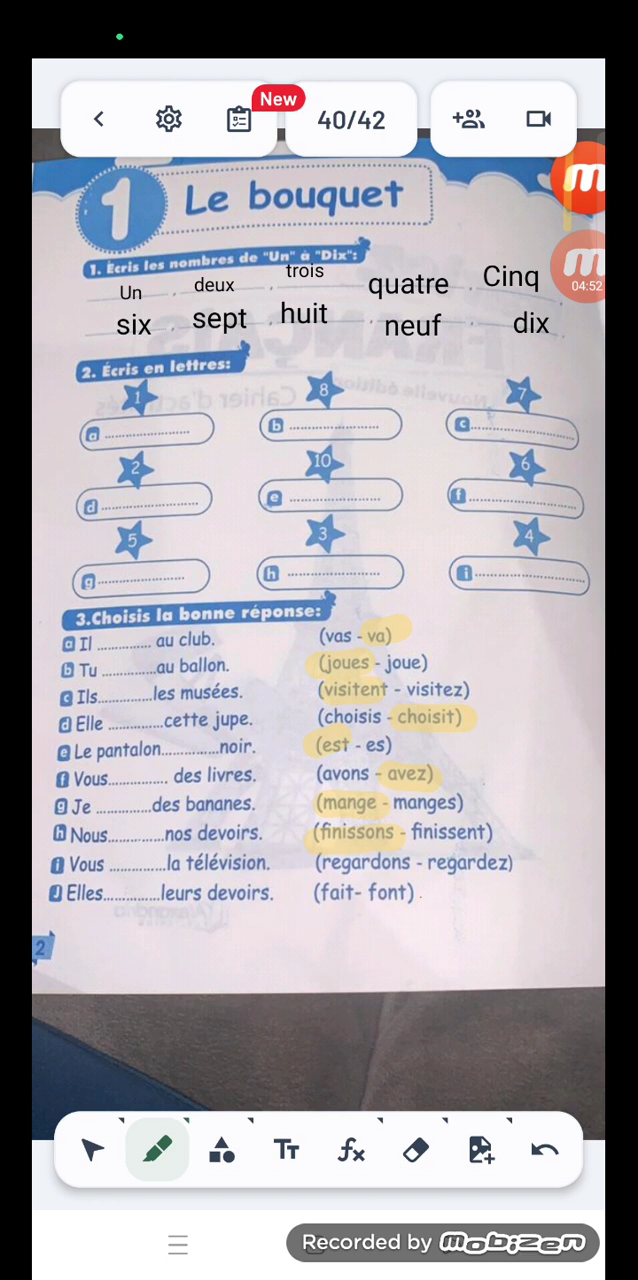 New
40/42
1
Le bouquet
04:52
1. Écris les nombres de "Un" à "Dix":
Un deux trois quatre Cinq
six sept huit neuf dix
2. Écris en lettres:
1 8 7
a .................... b .................... c ....................
2 10 6
d .................... e .................... f ....................
5 3 4
g .................... h .................... i ....................
3.Choisis la bonne réponse:
a Il .............. au club. (vas - va)
b Tu ..............au ballon. (joues - joue)
c Ils..............les musées. (visitent - visitez)
d Elle ..............cette jupe. (choisis - choisit)
e Le pantalon..............noir. (est - es)
f Vous.............. des livres. (avons - avez)
g Je ..............des bananes. (mange - manges)
h Nous..............nos devoirs. (finissons - finissent)
i Vous ..............la télévision. (regardons - regardez)
J Elles..............leurs devoirs. (fait- font) .
2
Tт
fx
Recorded by mobizen